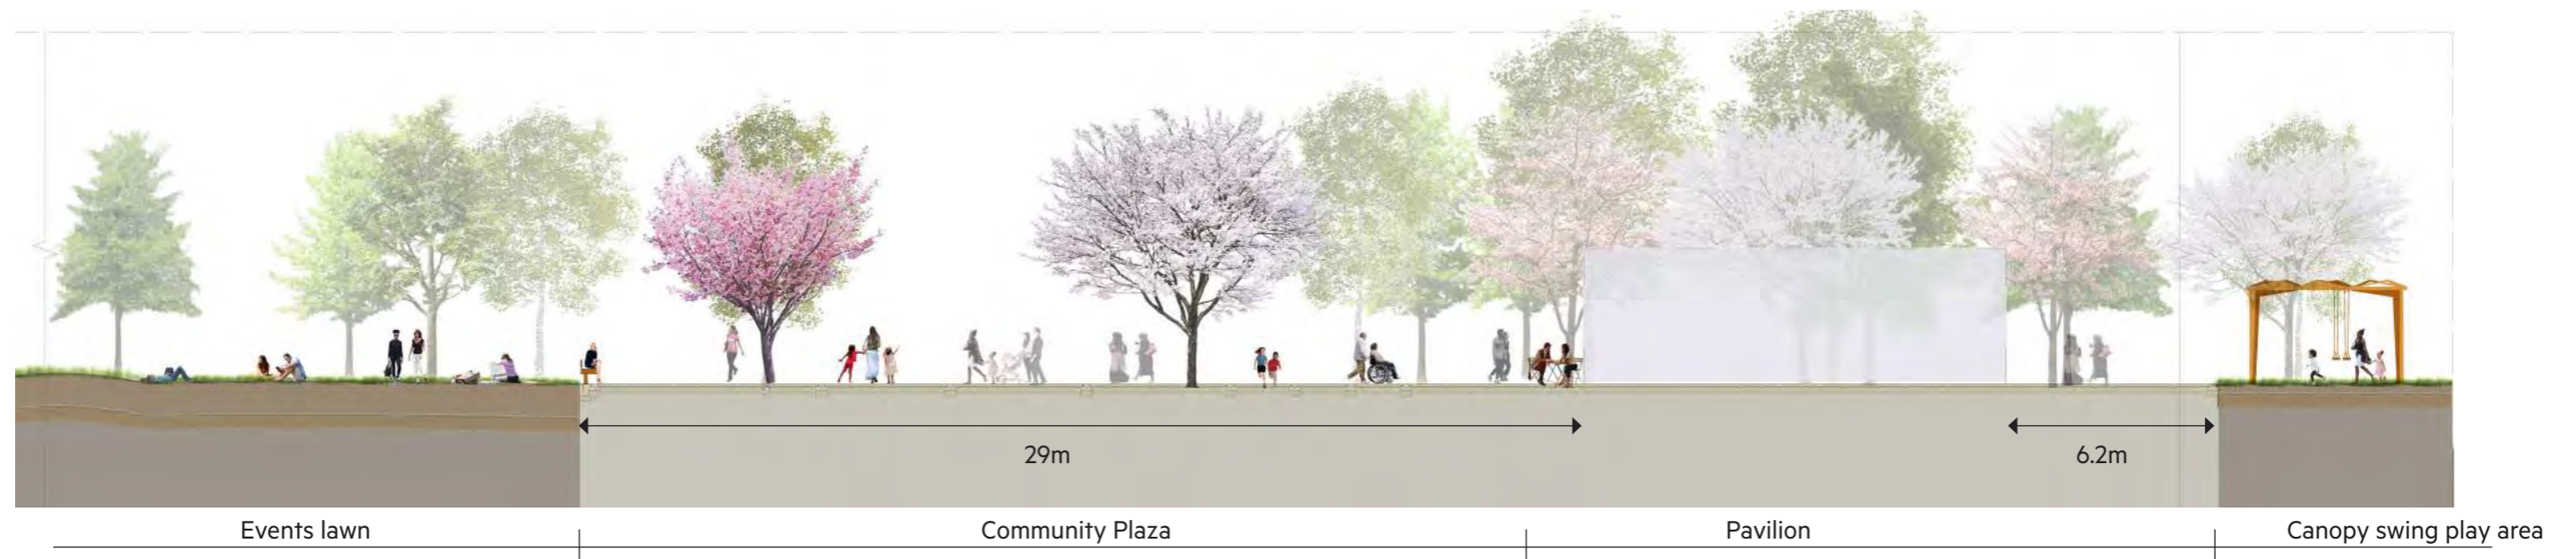 29m
6.2m
Events lawn
Community Plaza
Pavilion
Canopy swing play area